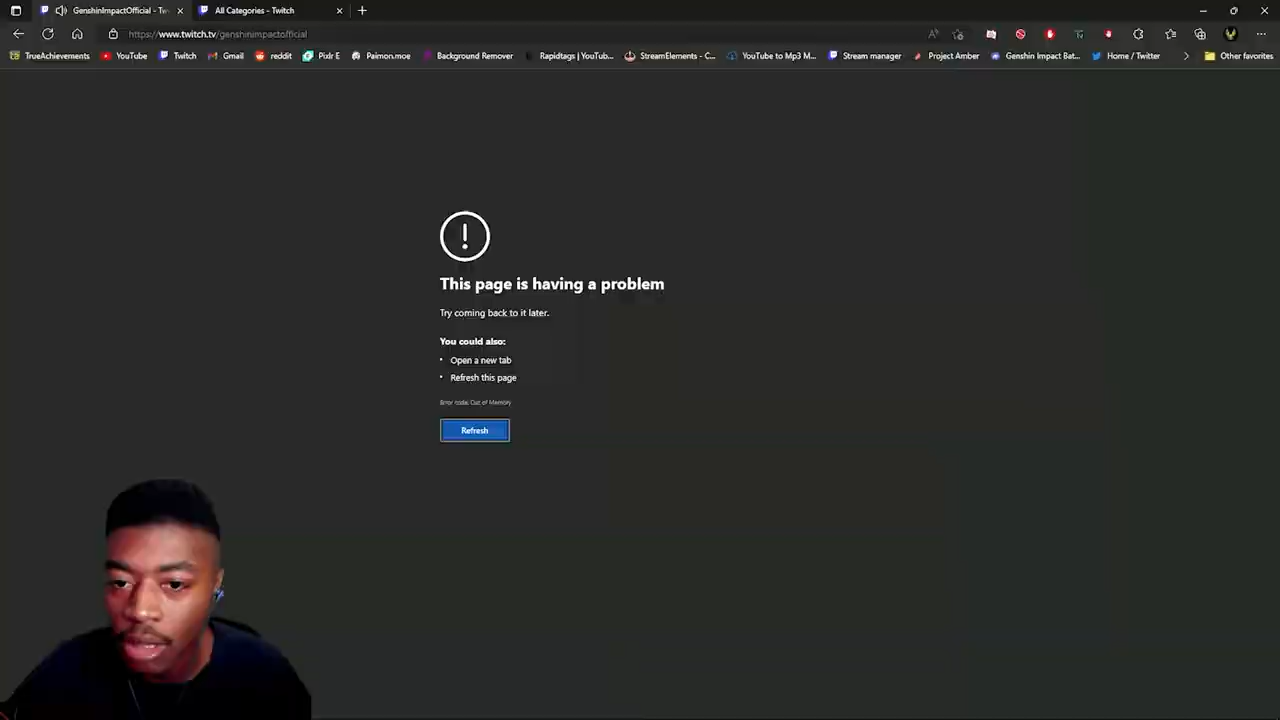 GenshinImpactOfficial - Tw
All Categories - Twitch
https://www.twitch.tv/genshinimpactofficial
TrueAchievements
YouTube
Twitch
Gmail
reddit
Pixlr E
Paimon.moe
Background Remover
Rapidtags | YouTub...
StreamElements - C...
YouTube to Mp3 M...
Stream manager
Project Amber
Genshin Impact Bat...
Home / Twitter
Other favorites
This page is having a problem
Try coming back to it later.
You could also:
• Open a new tab
• Refresh this page
Error code: Out of Memory
Refresh